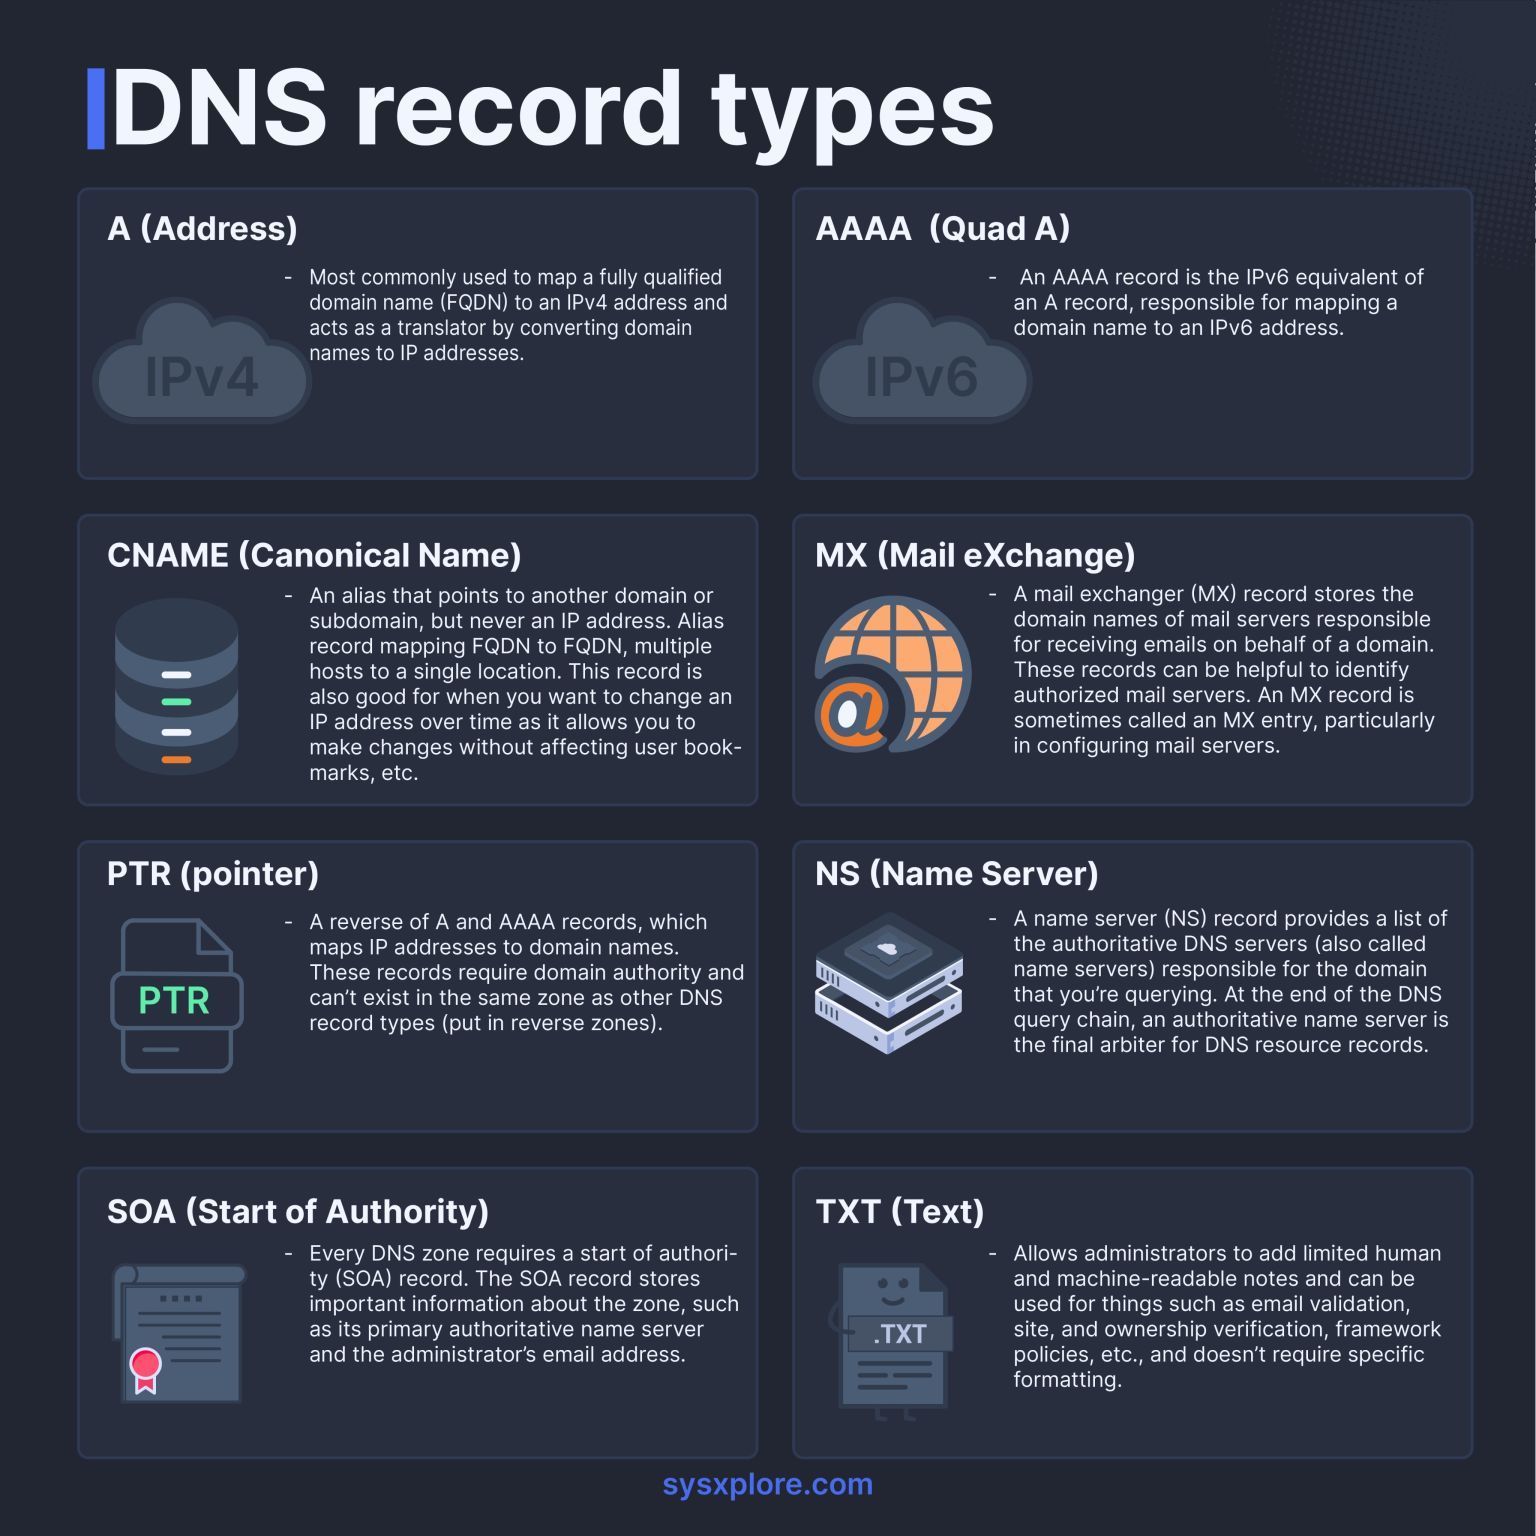 DNS record types
A (Address)
- Most commonly used to map a fully qualified
domain name (FQDN) to an IPv4 address and
acts as a translator by converting domain
names to IP addresses.
IPv4
AAAA (Quad A)
- An AAAA record is the IPv6 equivalent of
an A record, responsible for mapping a
domain name to an IPv6 address.
IPv6
CNAME (Canonical Name)
- An alias that points to another domain or
subdomain, but never an IP address. Alias
record mapping FQDN to FQDN, multiple
hosts to a single location. This record is
also good for when you want to change an
IP address over time as it allows you to
make changes without affecting user book-
marks, etc.
MX (Mail eXchange)
- A mail exchanger (MX) record stores the
domain names of mail servers responsible
for receiving emails on behalf of a domain.
These records can be helpful to identify
authorized mail servers. An MX record is
sometimes called an MX entry, particularly
in configuring mail servers.
@
PTR (pointer)
- A reverse of A and AAAA records, which
maps IP addresses to domain names.
These records require domain authority and
can’t exist in the same zone as other DNS
record types (put in reverse zones).
PTR
NS (Name Server)
- A name server (NS) record provides a list of
the authoritative DNS servers (also called
name servers) responsible for the domain
that you’re querying. At the end of the DNS
query chain, an authoritative name server is
the final arbiter for DNS resource records.
SOA (Start of Authority)
- Every DNS zone requires a start of authori-
ty (SOA) record. The SOA record stores
important information about the zone, such
as its primary authoritative name server
and the administrator’s email address.
TXT (Text)
- Allows administrators to add limited human
and machine-readable notes and can be
used for things such as email validation,
site, and ownership verification, framework
policies, etc., and doesn’t require specific
formatting.
.TXT
sysxplore.com